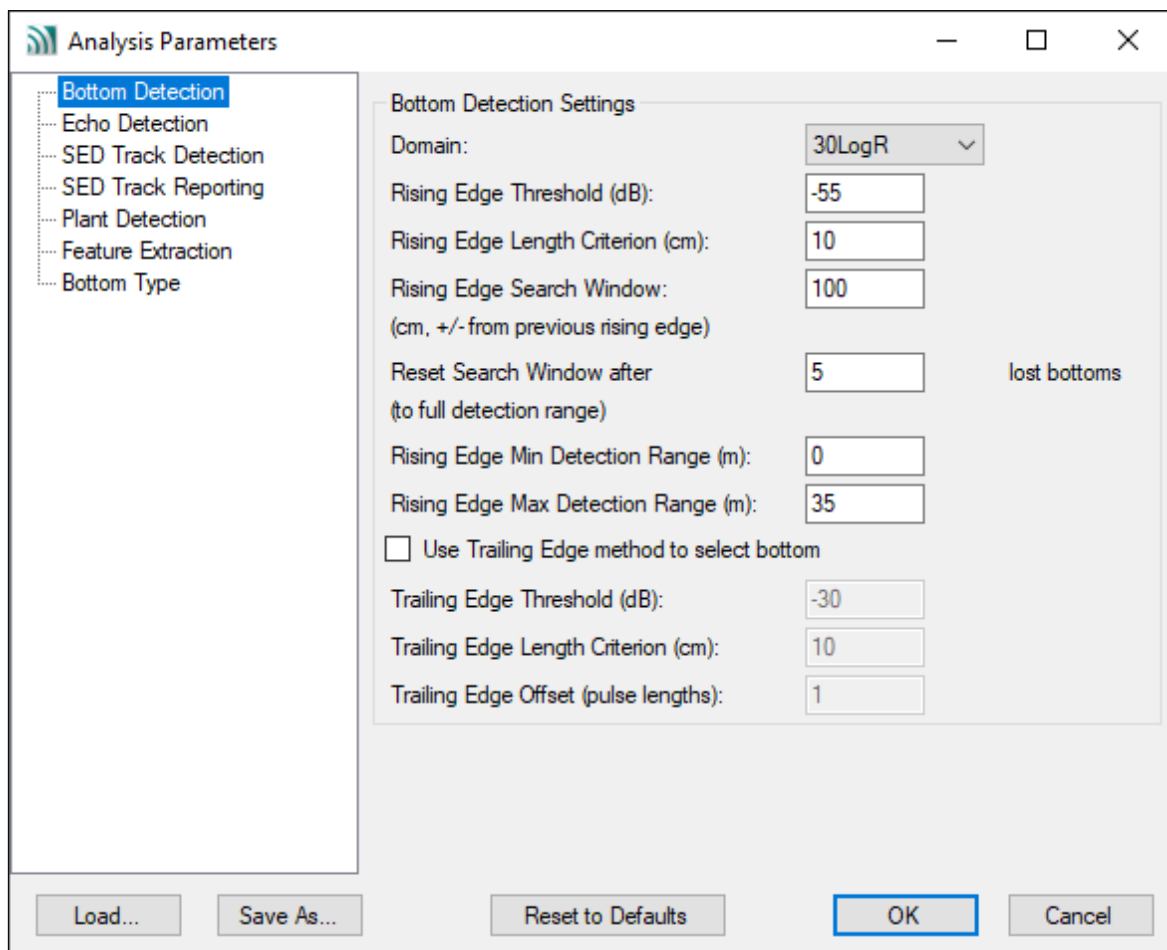 Analysis Parameters
Bottom Detection
Echo Detection
SED Track Detection
SED Track Reporting
Plant Detection
Feature Extraction
Bottom Type
Bottom Detection Settings
Domain: 30LogR
Rising Edge Threshold (dB): -55
Rising Edge Length Criterion (cm): 10
Rising Edge Search Window: 100
(cm, +/- from previous rising edge)
Reset Search Window after 5 lost bottoms
(to full detection range)
Rising Edge Min Detection Range (m): 0
Rising Edge Max Detection Range (m): 35
Use Trailing Edge method to select bottom
Trailing Edge Threshold (dB): -30
Trailing Edge Length Criterion (cm): 10
Trailing Edge Offset (pulse lengths): 1
Load... Save As... Reset to Defaults OK Cancel